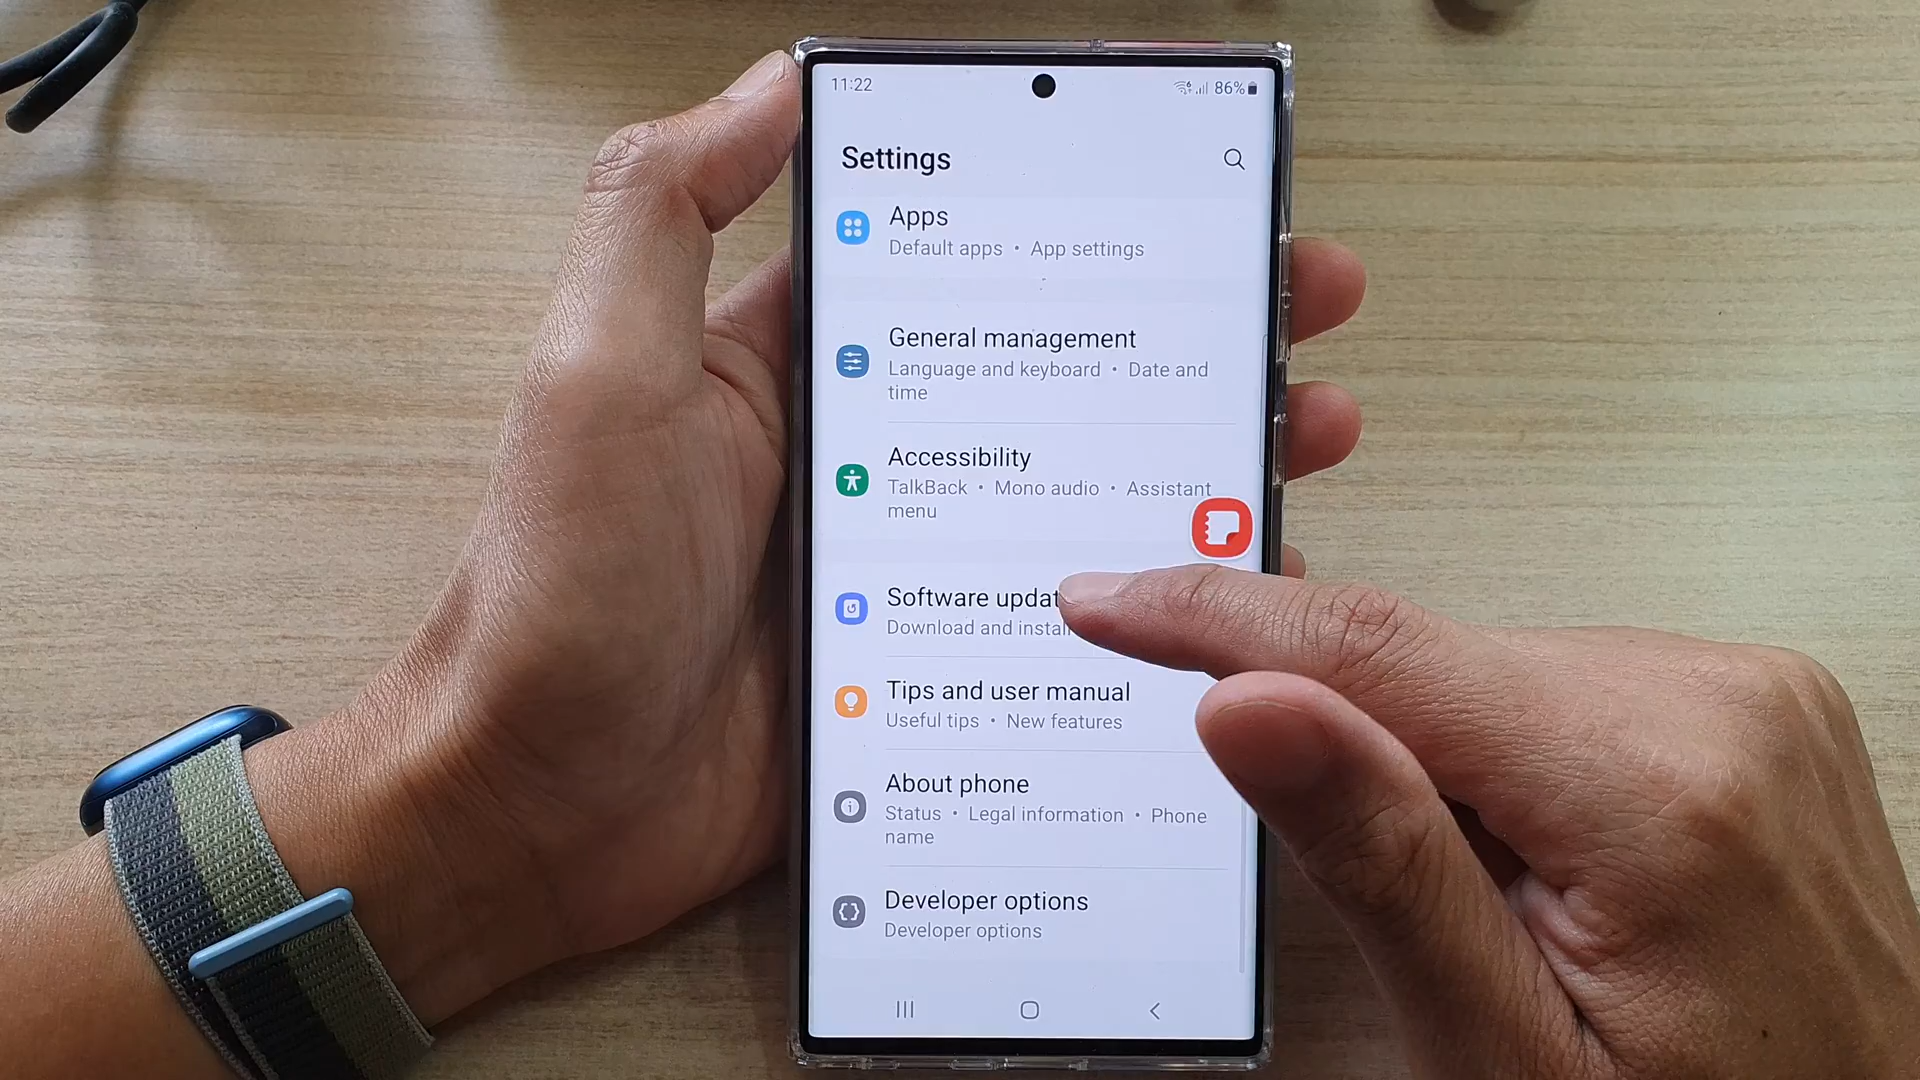 11:22
86%
Settings
Apps
Default apps • App settings
General management
Language and keyboard • Date and
time
Accessibility
TalkBack • Mono audio • Assistant
menu
Software updat
Download and instal
Tips and user manual
Useful tips • New features
About phone
Status • Legal information • Phone
name
Developer options
Developer options